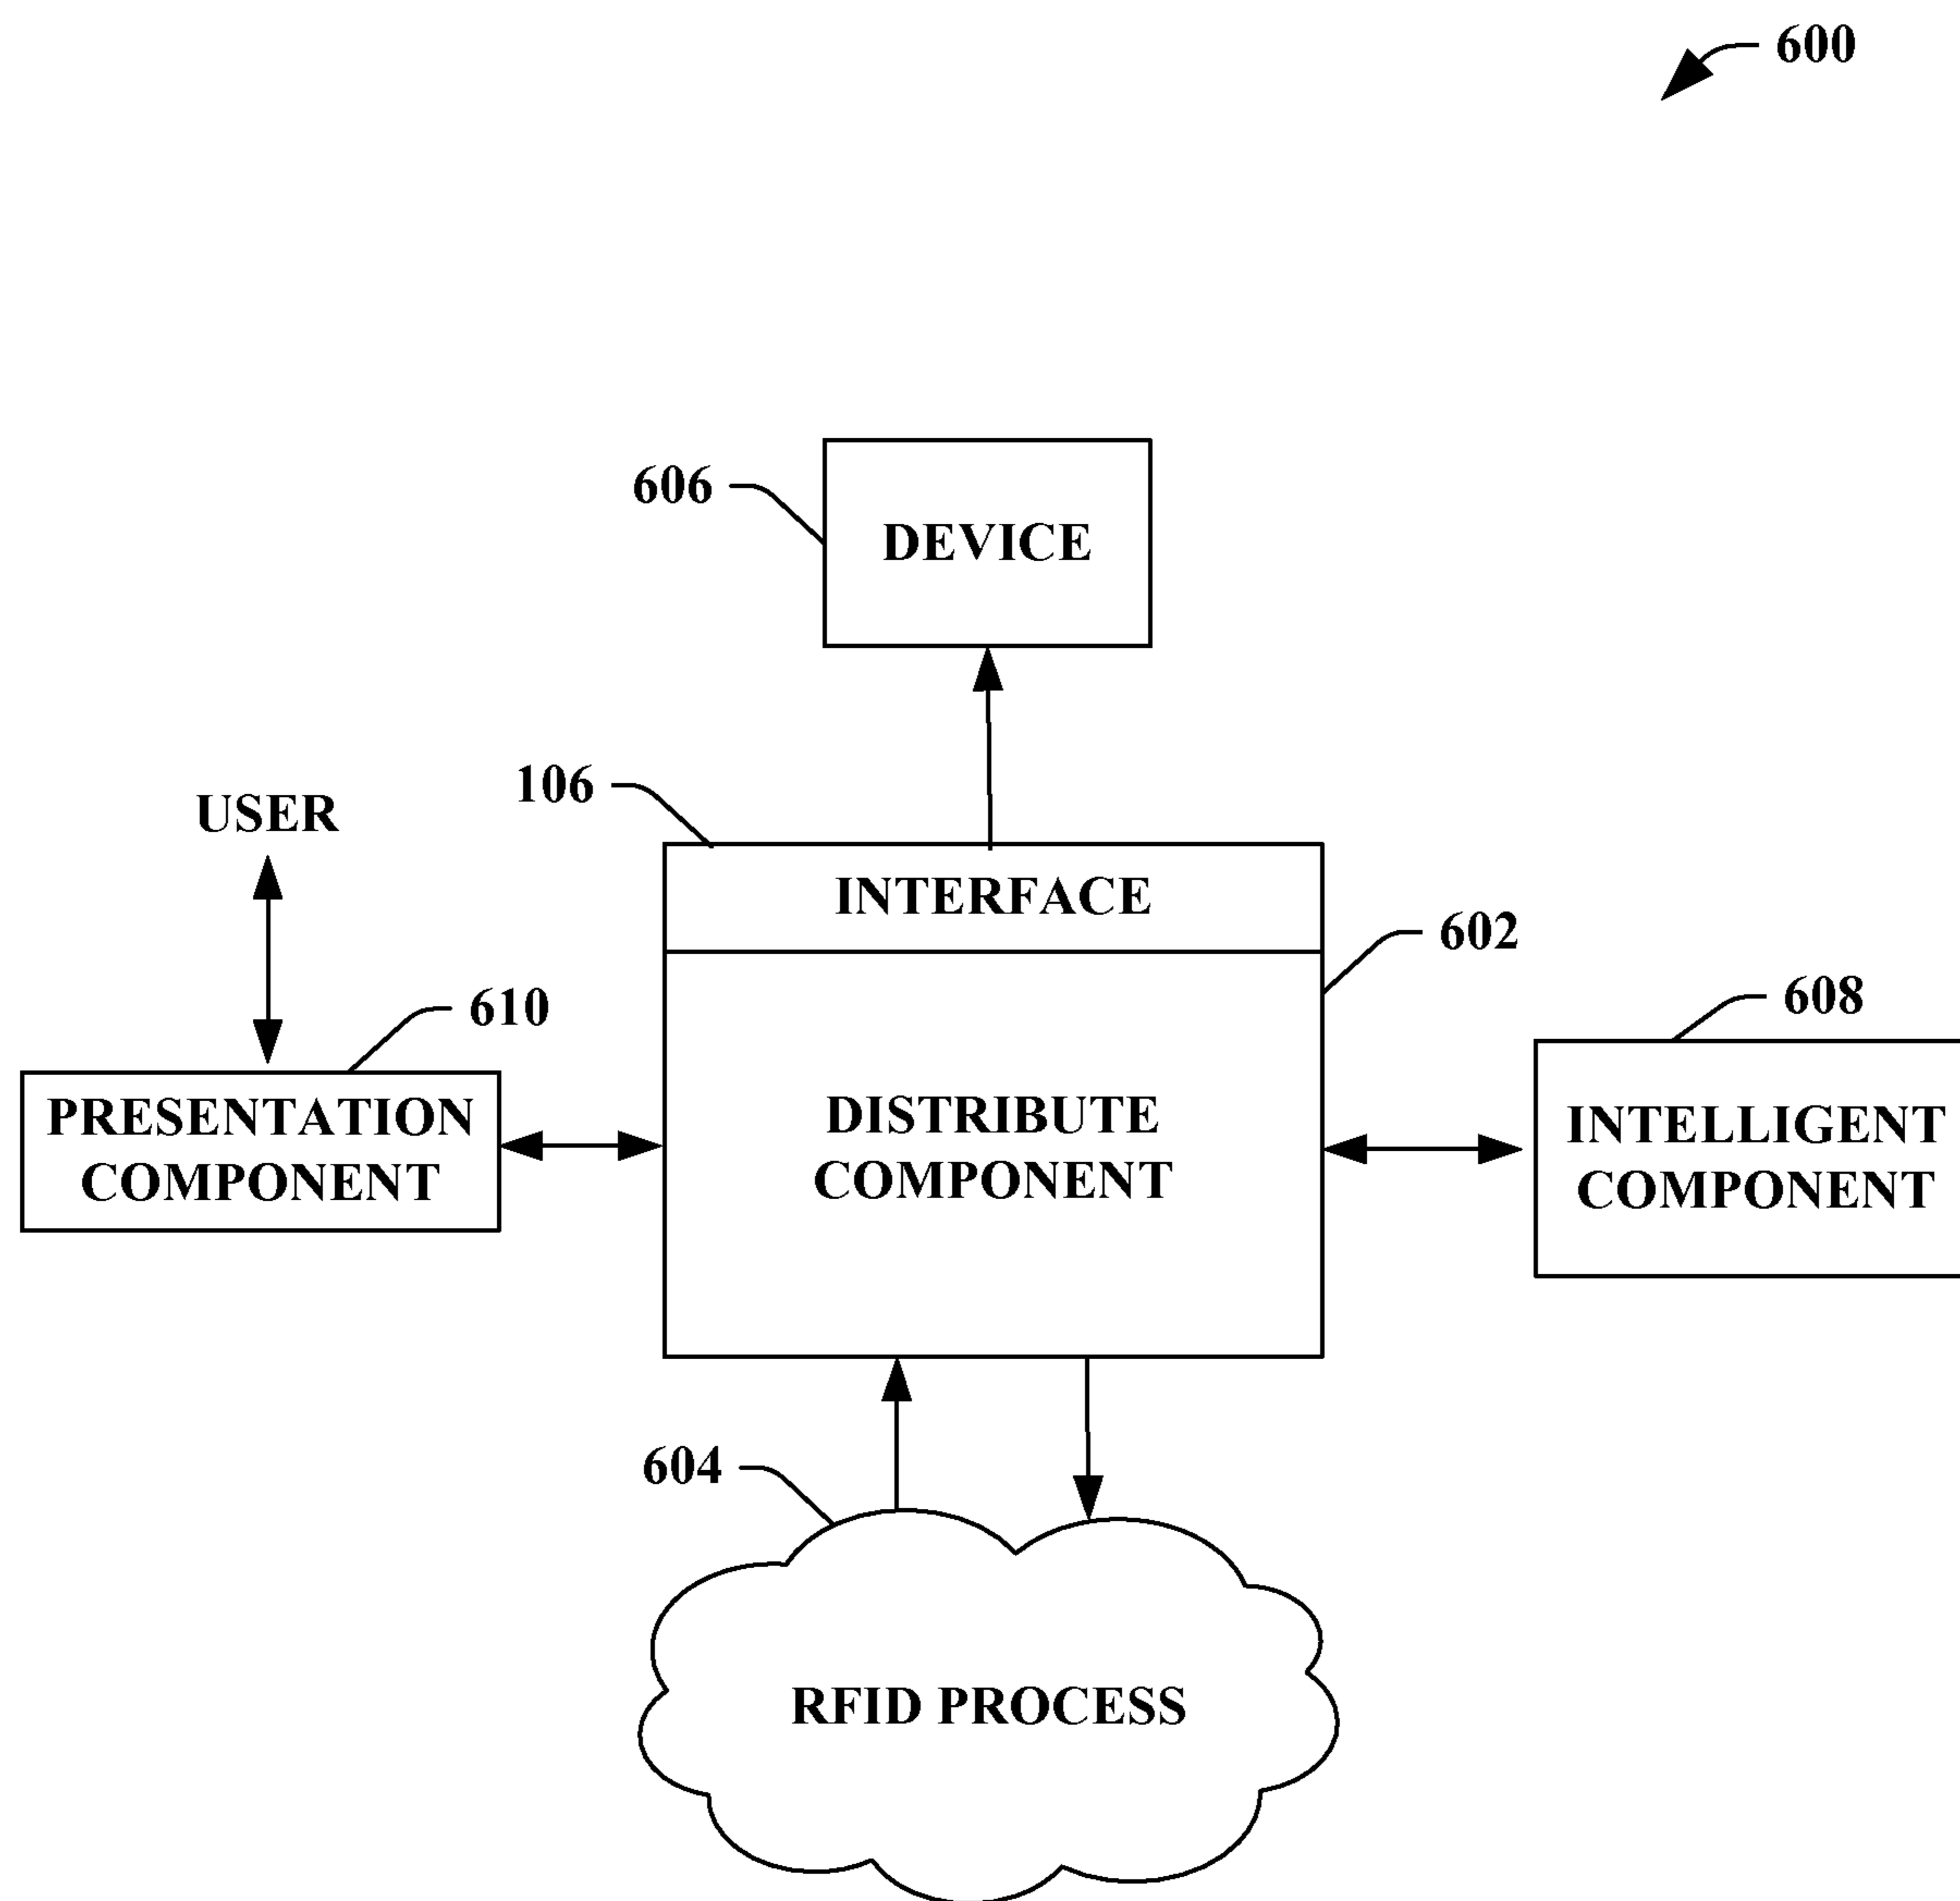 600
606
DEVICE
106
USER
INTERFACE
602
610
608
PRESENTATION
COMPONENT
DISTRIBUTE
COMPONENT
INTELLIGENT
COMPONENT
604
RFID PROCESS